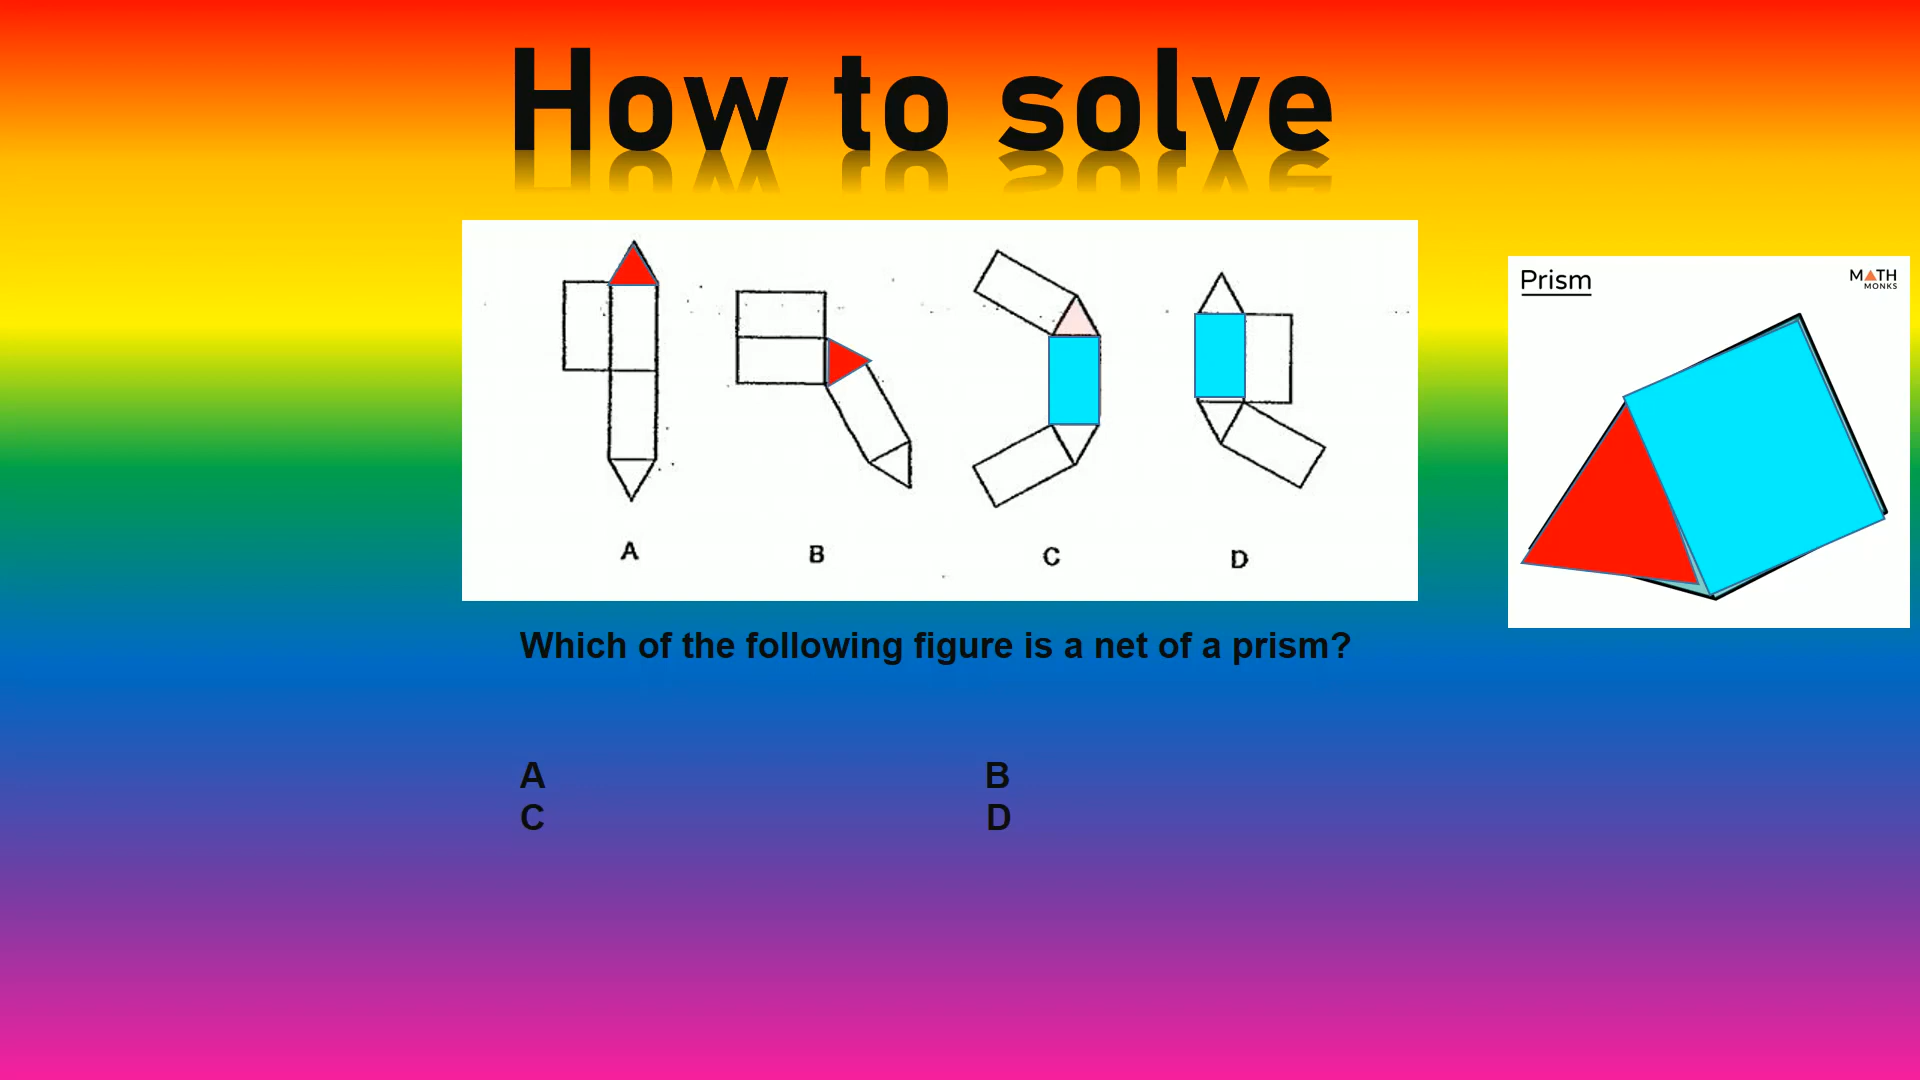 How to solve
Prism
MATH
MONKS
A B C D
Which of the following figure is a net of a prism?
A B
C D